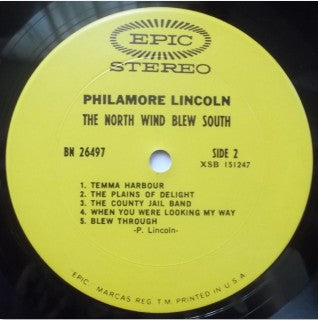 EPIC
STEREO
PHILAMORE LINCOLN
THE NORTH WIND BLEW SOUTH
BN 26497
SIDE 2
XSB 151247
1. TEMMA HARBOUR
2. THE PLAINS OF DELIGHT
3. THE COUNTY JAIL BAND
4. WHEN YOU WERE LOOKING MY WAY
5. BLEW THROUGH
-P. Lincoln-
EPIC. MARCAS REG. T.M. PRINTED IN U.S.A.